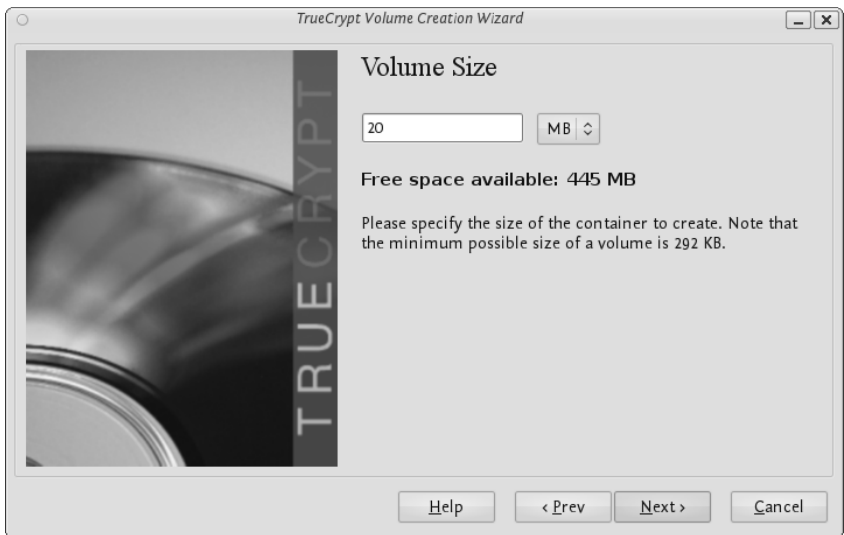 TrueCrypt Volume Creation Wizard
TRUECRYPT
Volume Size
20
MB
Free space available: 445 MB
Please specify the size of the container to create. Note that
the minimum possible size of a volume is 292 KB.
Help
< Prev
Next >
Cancel